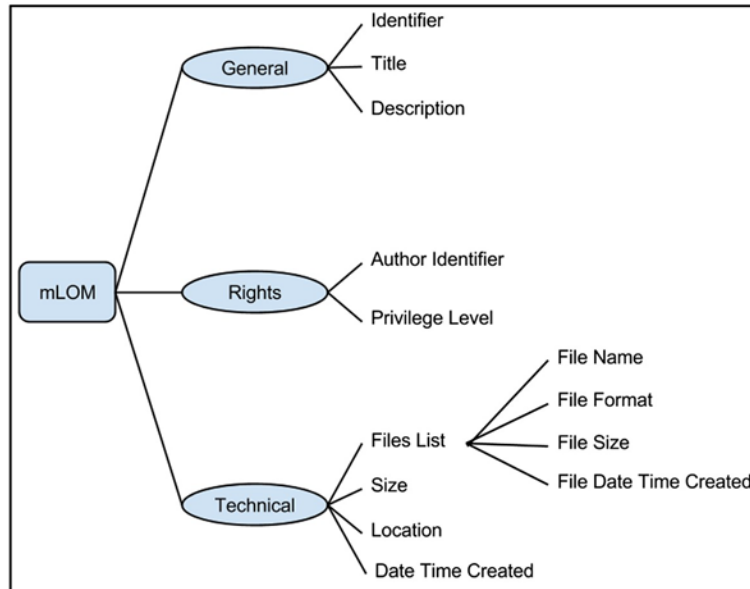 mLOM
General
Identifier
Title
Description
Rights
Author Identifier
Privilege Level
Technical
Files List
File Name
File Format
File Size
File Date Time Created
Size
Location
Date Time Created